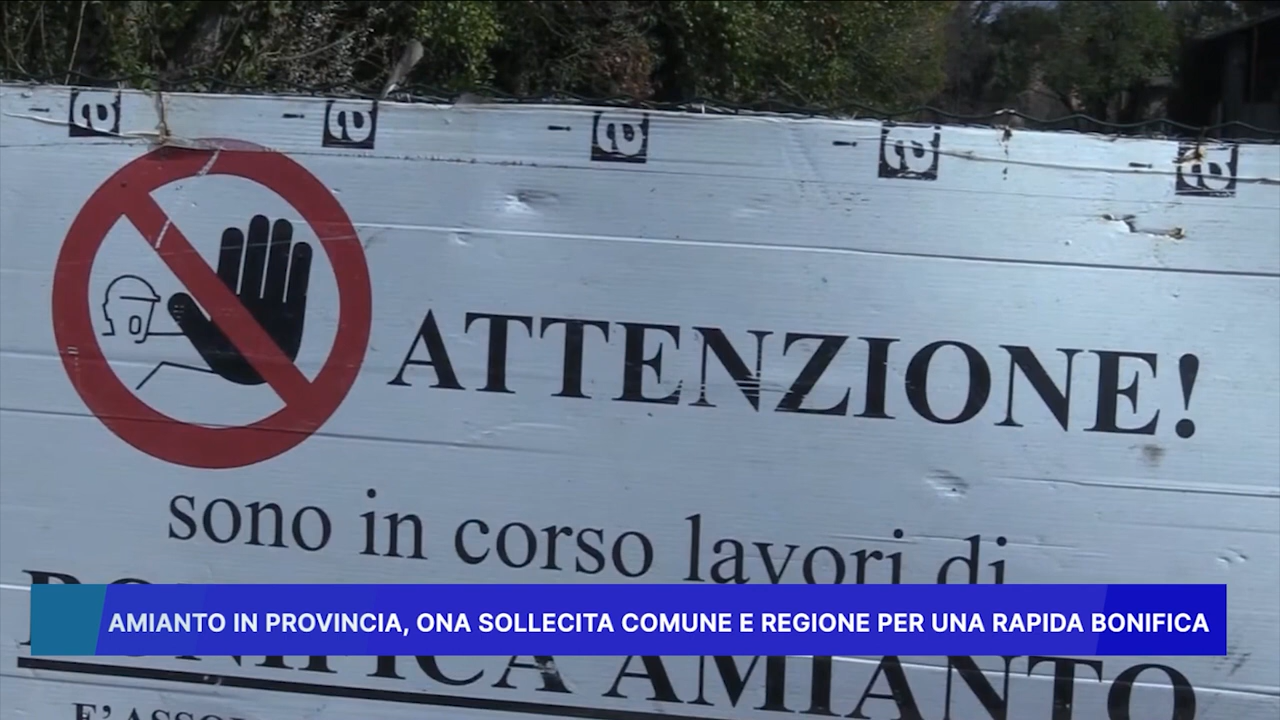 ATTENZIONE!
sono in corso lavori di
BONIFICA AMIANTO
AMIANTO IN PROVINCIA, ONA SOLLECITA COMUNE E REGIONE PER UNA RAPIDA BONIFICA